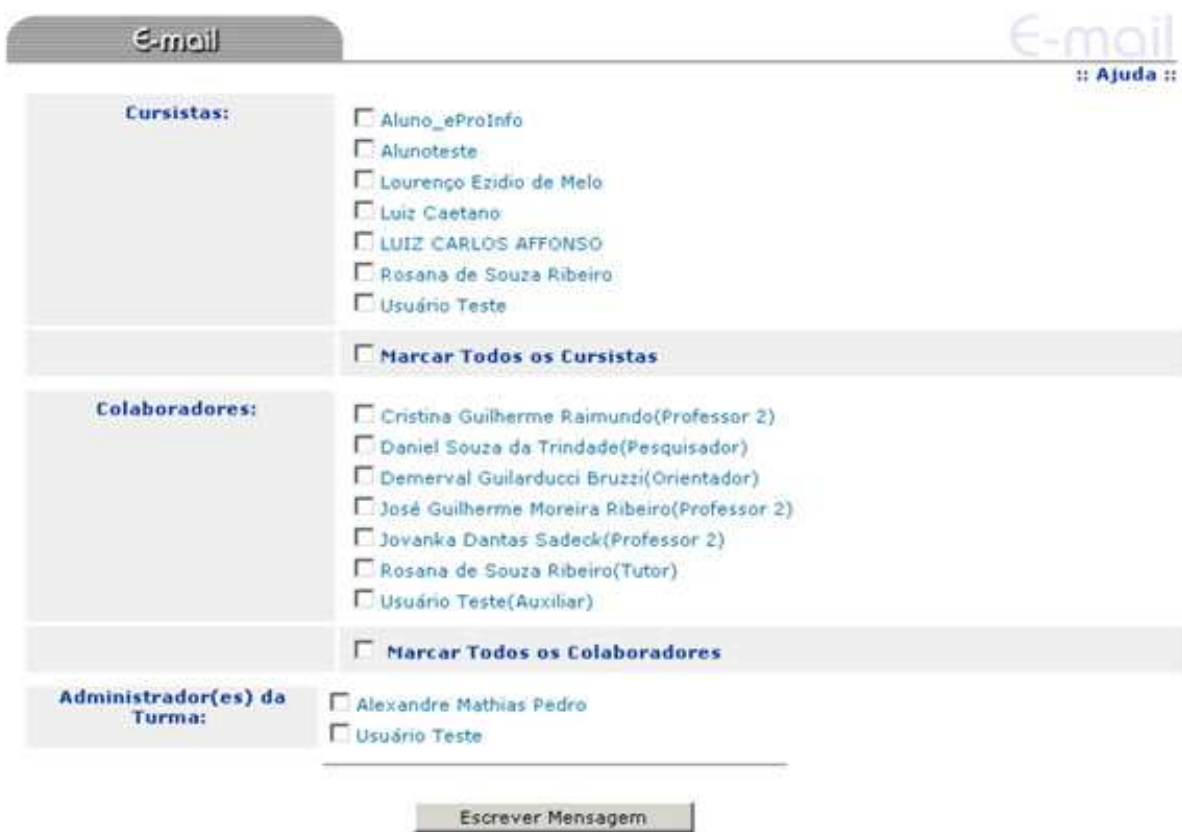 E-mail
E-mail
:: Ajuda ::
Cursistas:
Aluno_eProInfo
Alunoteste
Lourenço Ezidio de Melo
Luiz Caetano
LUIZ CARLOS AFFONSO
Rosana de Souza Ribeiro
Usuário Teste
Marcar Todos os Cursistas
Colaboradores:
Cristina Guilherme Raimundo(Professor 2)
Daniel Souza da Trindade(Pesquisador)
Demerval Guilarducci Bruzzi(Orientador)
José Guilherme Moreira Ribeiro(Professor 2)
Jovanka Dantas Sadeck(Professor 2)
Rosana de Souza Ribeiro(Tutor)
Usuário Teste(Auxiliar)
Marcar Todos os Colaboradores
Administrador(es) da
Turma:
Alexandre Mathias Pedro
Usuário Teste
Escrever Mensagem